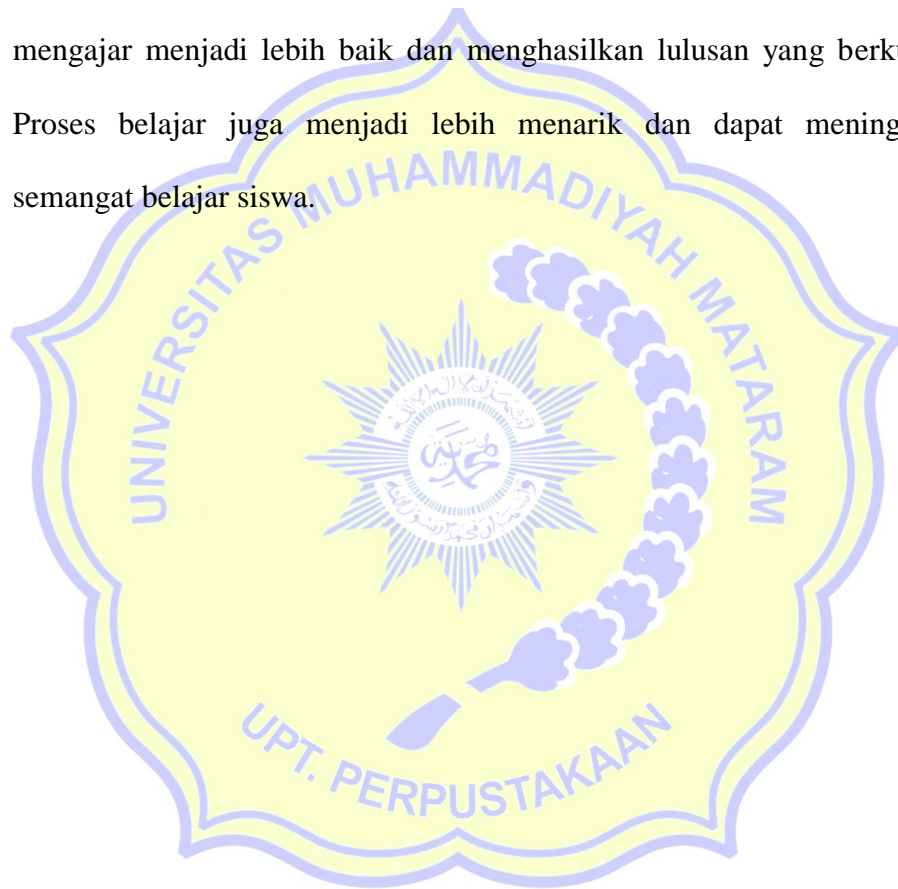 mengajar menjadi lebih baik dan menghasilkan lulusan yang berku
Proses belajar juga menjadi lebih menarik dan dapat mening
semangat belajar siswa.
UNIVERSITAS MUHAMMADIYAH MATARAM
UPT. PERPUSTAKAAN